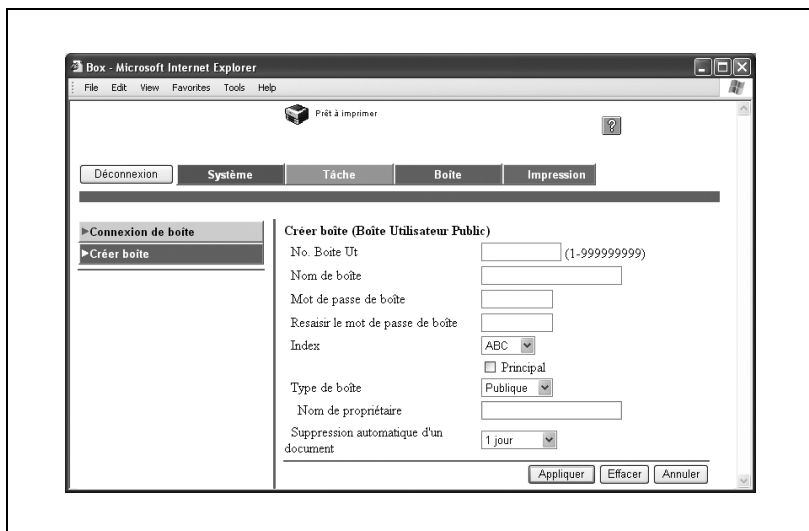 Box - Microsoft Internet Explorer
File Edit View Favorites Tools Help
Prêt à imprimer
?
Déconnexion Système Tâche Boîte Impression
Connexion de boîte
Créer boîte
Créer boîte (Boîte Utilisateur Public)
No. Boite Ut (1-999999999)
Nom de boîte
Mot de passe de boîte
Resaisir le mot de passe de boîte
Index ABC
Principal
Type de boîte Publique
Nom de propriétaire
Suppression automatique d'un
document 1 jour
Appliquer Effacer Annuler